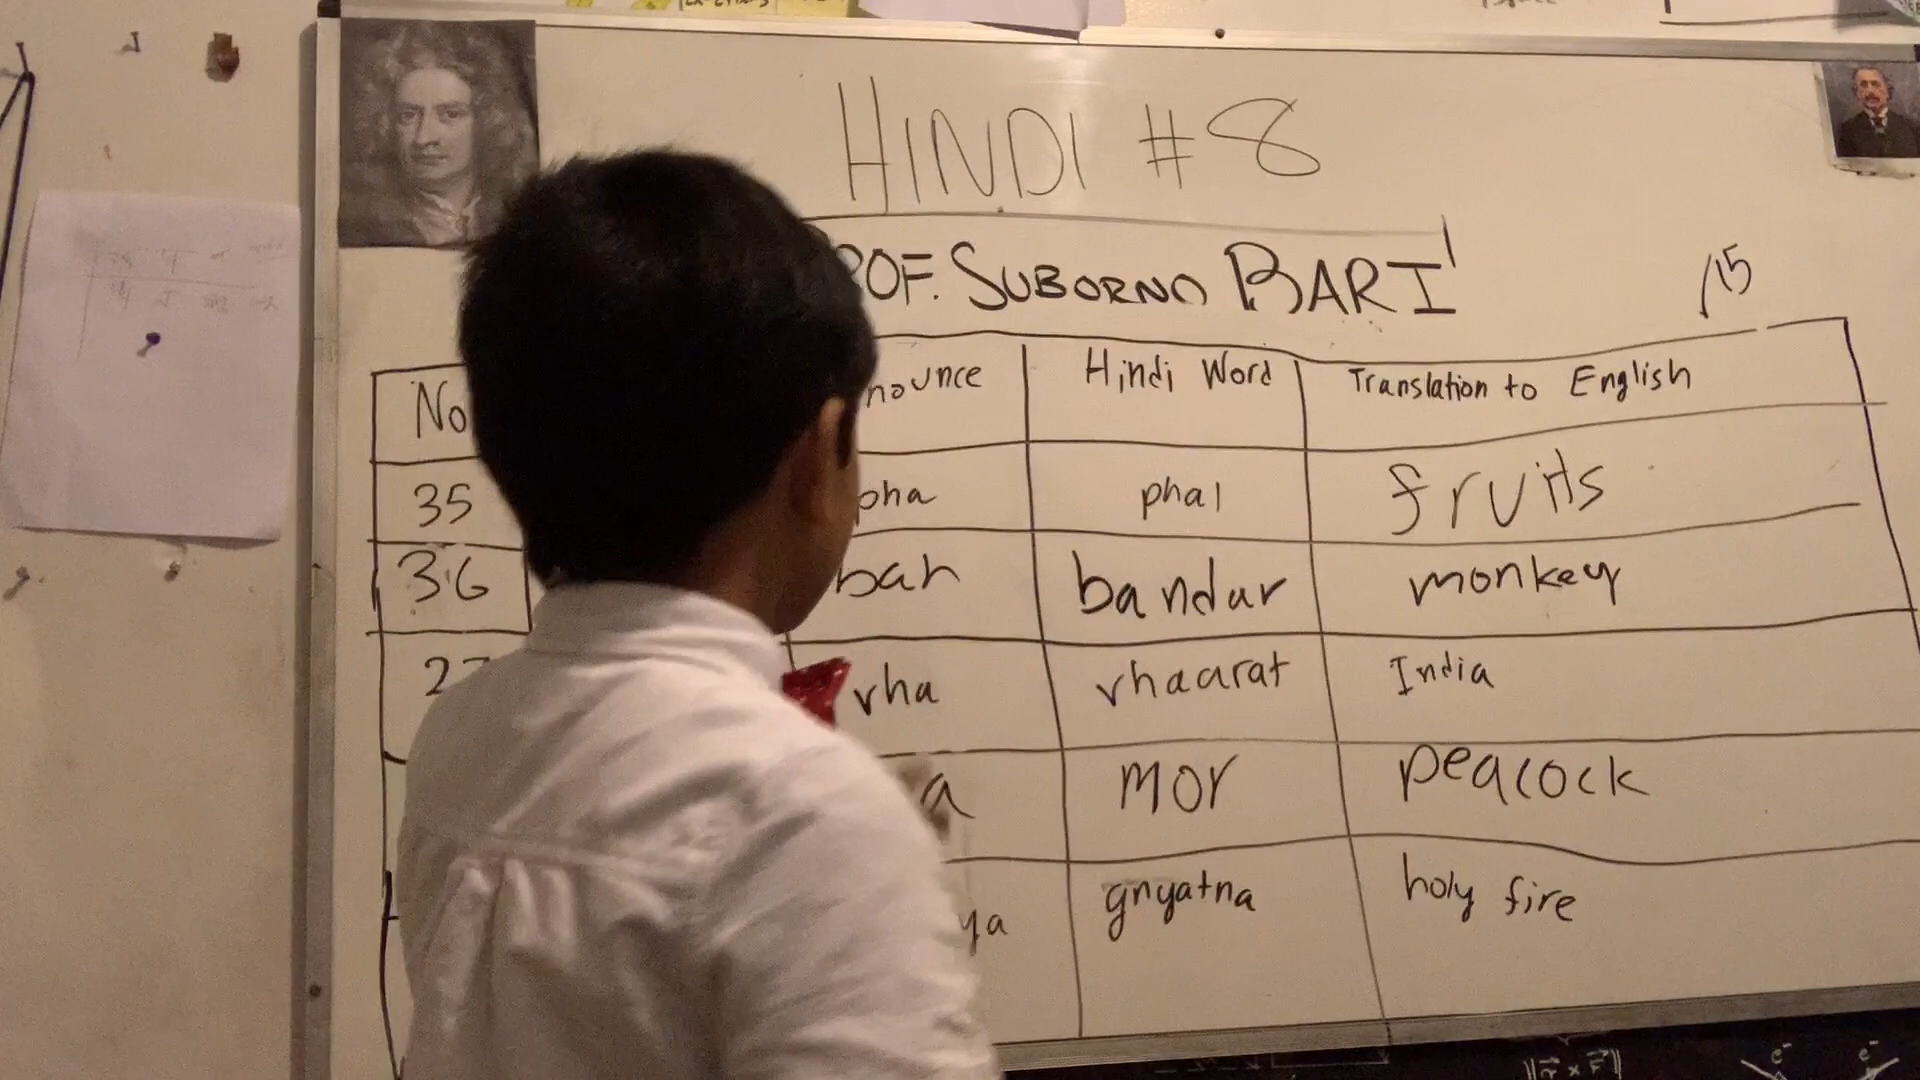 HINDI #8
OF. SUBORNO BARI
15
No nounce Hindi Word Translation to English
35 pha phal fruits
36 bah bandur monkey
rha rhaarat India
a mor peacock
ya gnyatna holy fire